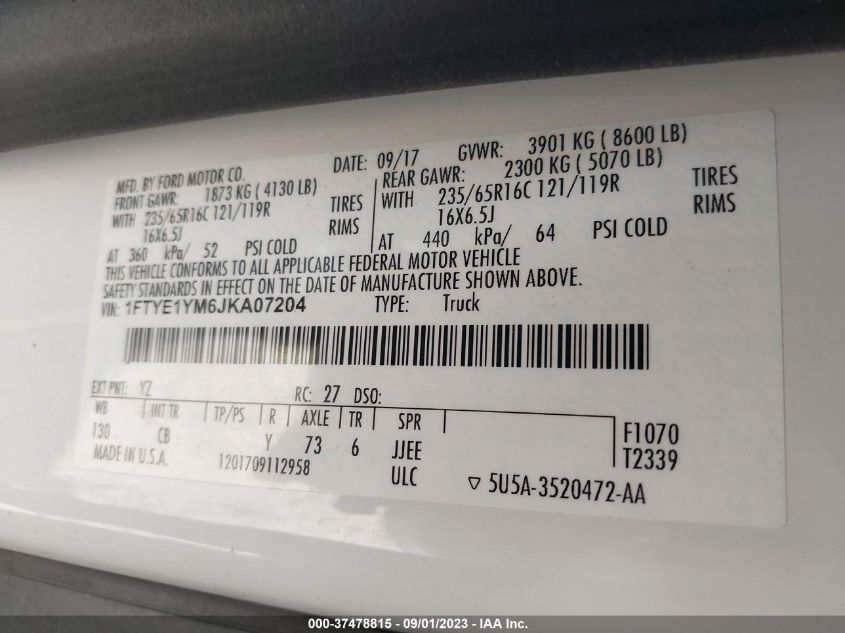 MFD. BY FORD MOTOR CO. DATE: 09/17 GVWR: 3901 KG ( 8600 LB)
FRONT GAWR: 1873 KG ( 4130 LB) REAR GAWR: 2300 KG ( 5070 LB)
WITH 235/65R16C 121/119R TIRES WITH 235/65R16C 121/119R TIRES
16X6.5J RIMS 16X6.5J RIMS
AT 360 kPa/ 52 PSI COLD AT 440 kPa/ 64 PSI COLD
THIS VEHICLE CONFORMS TO ALL APPLICABLE FEDERAL MOTOR VEHICLE
SAFETY STANDARDS IN EFFECT ON THE DATE OF MANUFACTURE SHOWN ABOVE.
VIN: 1FTYE1YM6JKA07204 TYPE: Truck
EXT PNT: YZ RC: 27 DSO:
WB INT TR TP/PS R AXLE TR SPR
130 CB Y 73 6 JJEE F1070
MADE IN U.S.A. 1201709112958 ULC T2339
▽ 5U5A-3520472-AA
000-37478815 - 09/01/2023 - IAA Inc.